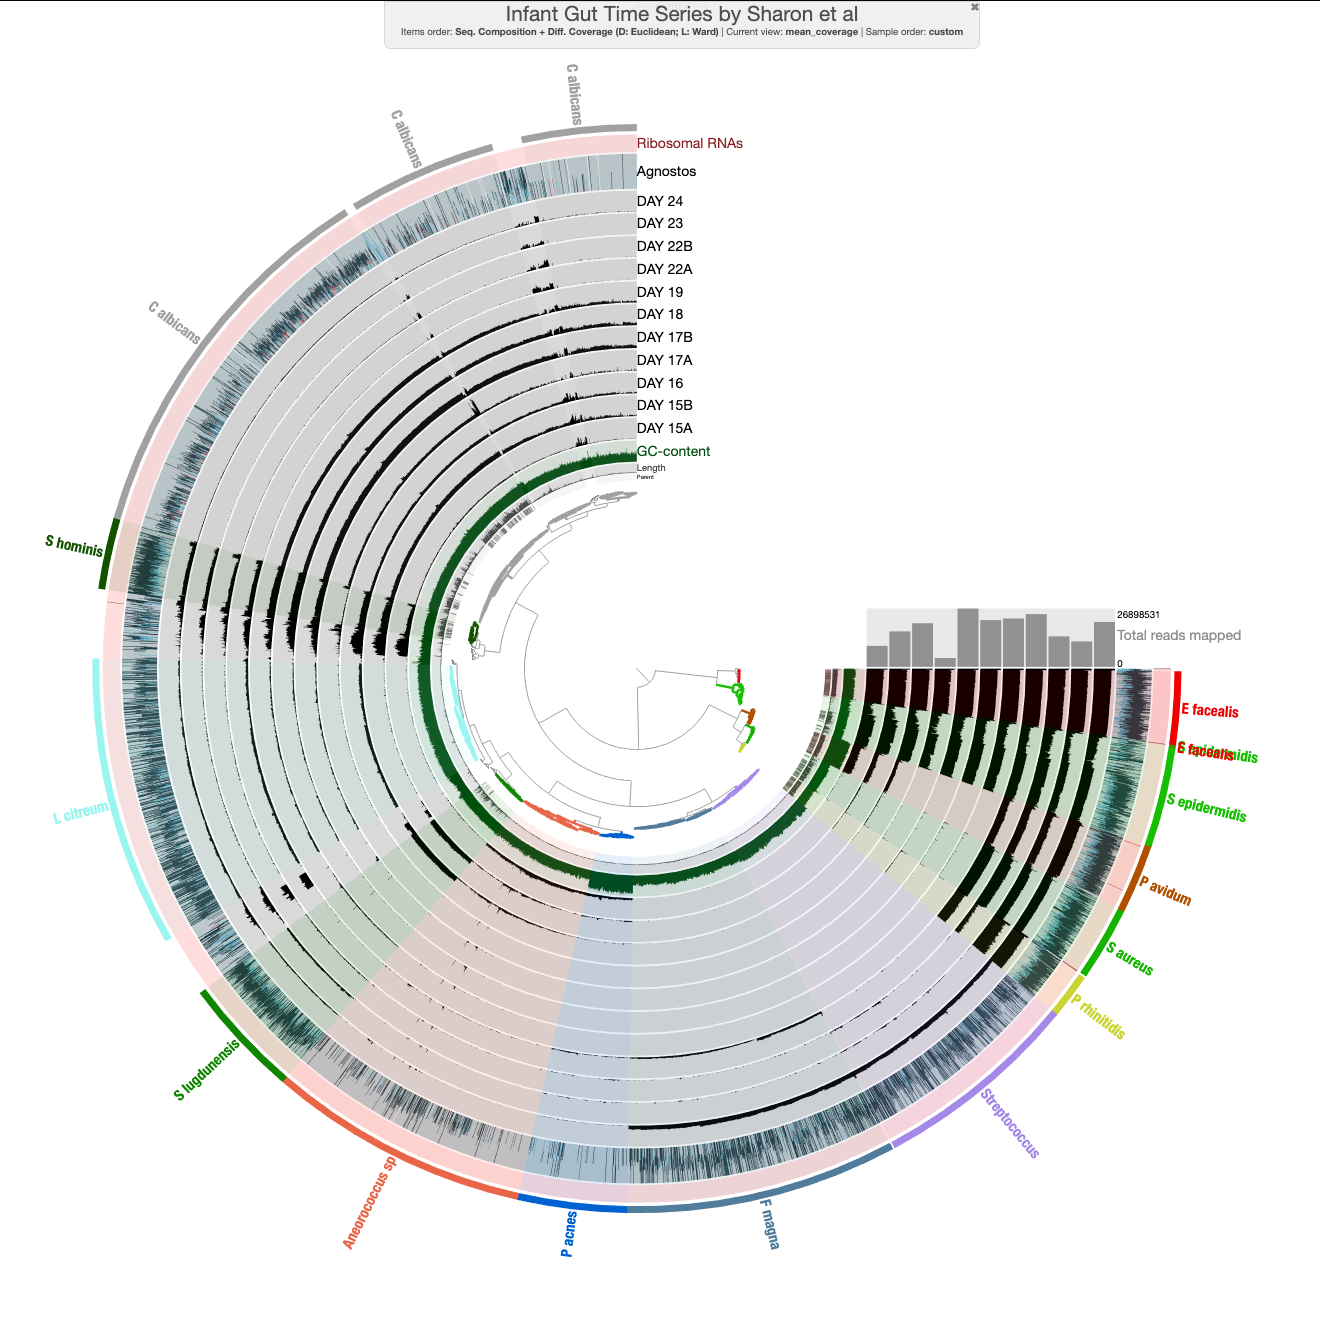 Infant Gut Time Series by Sharon et al
Items order: Seq. Composition + Diff. Coverage (D: Euclidean; L: Ward) | Current view: mean_coverage | Sample order: custom
C albicans
C albicans
C albicans
Ribosomal RNAs
Agnostos
DAY 24
DAY 23
DAY 22B
DAY 22A
DAY 19
DAY 18
DAY 17B
DAY 17A
DAY 16
DAY 15B
DAY 15A
GC-content
Length
Parent
S hominis
26898531
Total reads mapped
0
E facealis
E facealis
S epidermidis
S epidermidis
L citreum
P avidum
S aureus
P rhinitidis
S lugdunensis
Streptococcus
Aneorococcus sp
P acnes
F magna